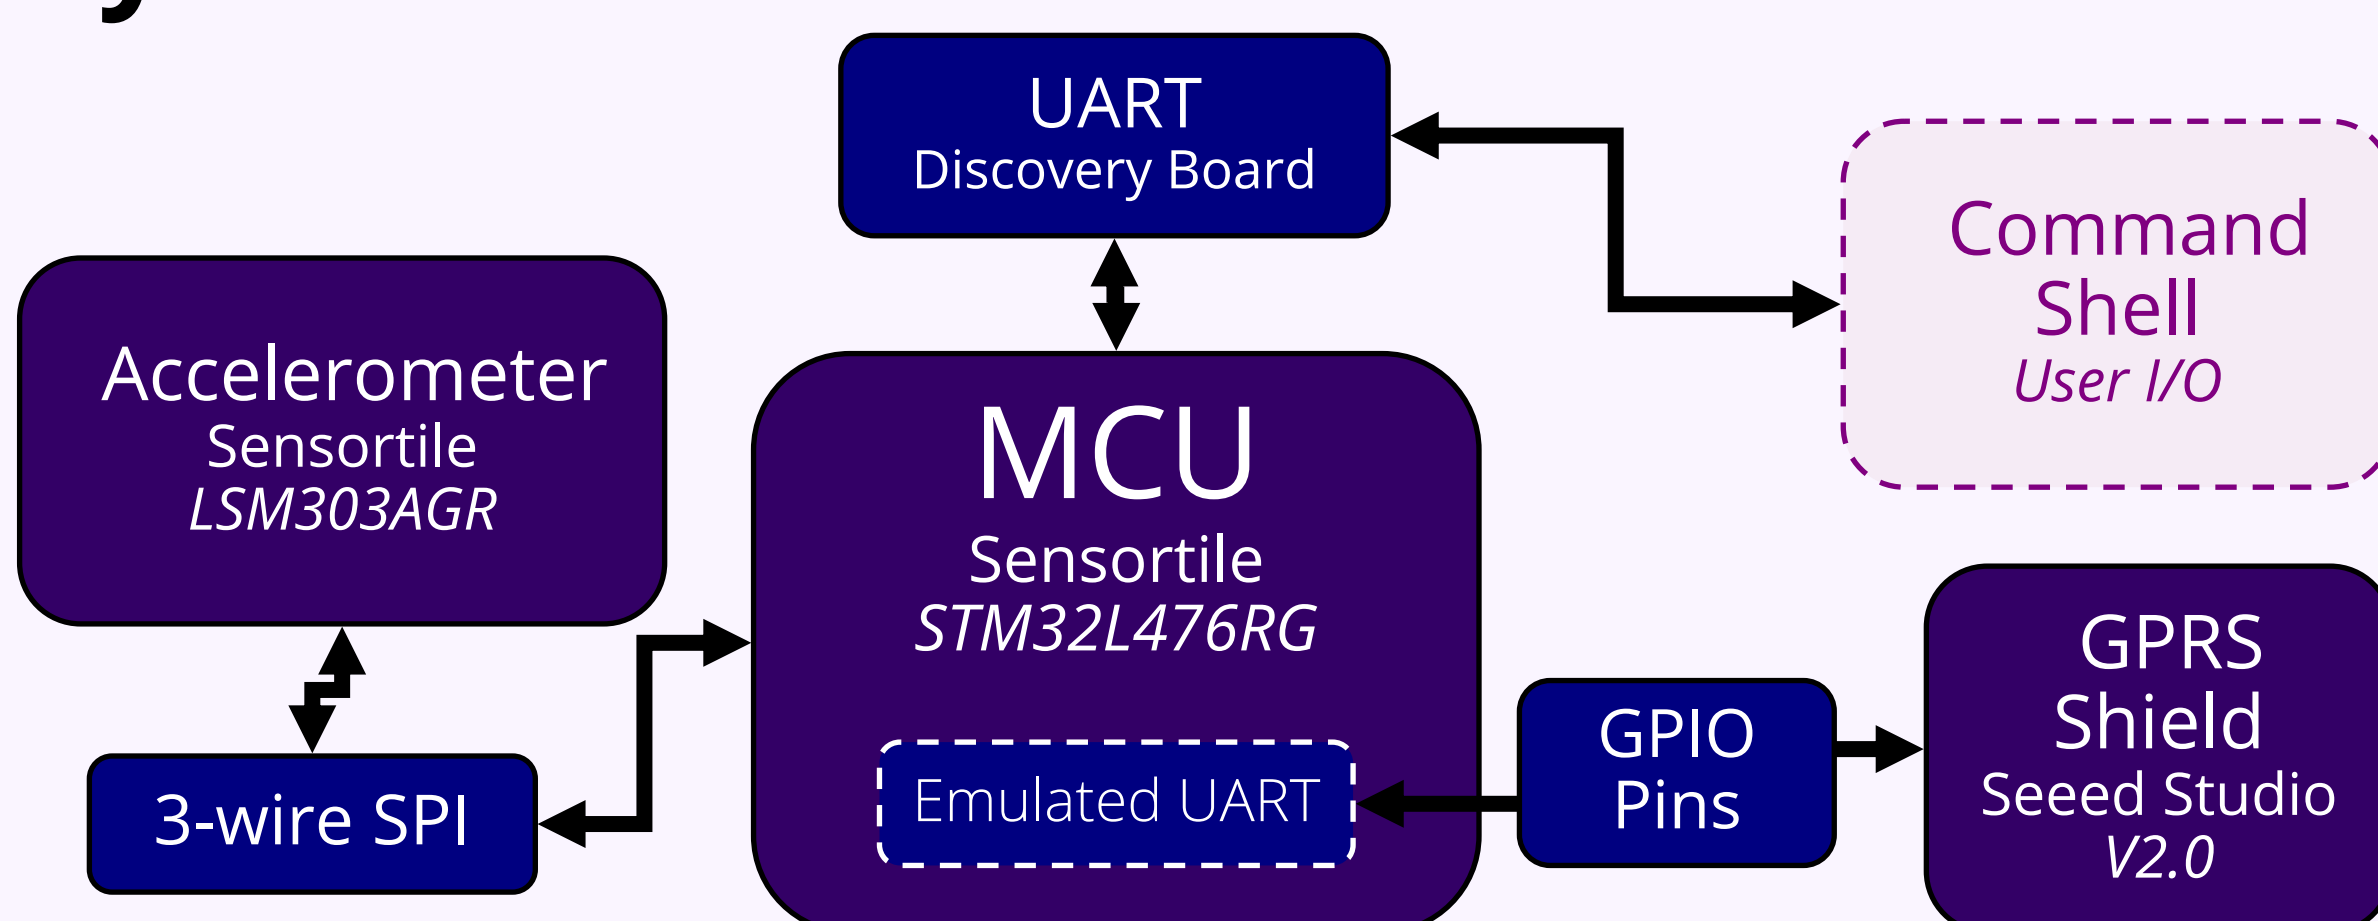 UART
Discovery Board
Command
Shell
User I/O
Accelerometer
Sensortile
LSM303AGR
MCU
Sensortile
STM32L476RG
Emulated UART
3-wire SPI
GPIO
Pins
GPRS
Shield
Seeed Studio
V2.0